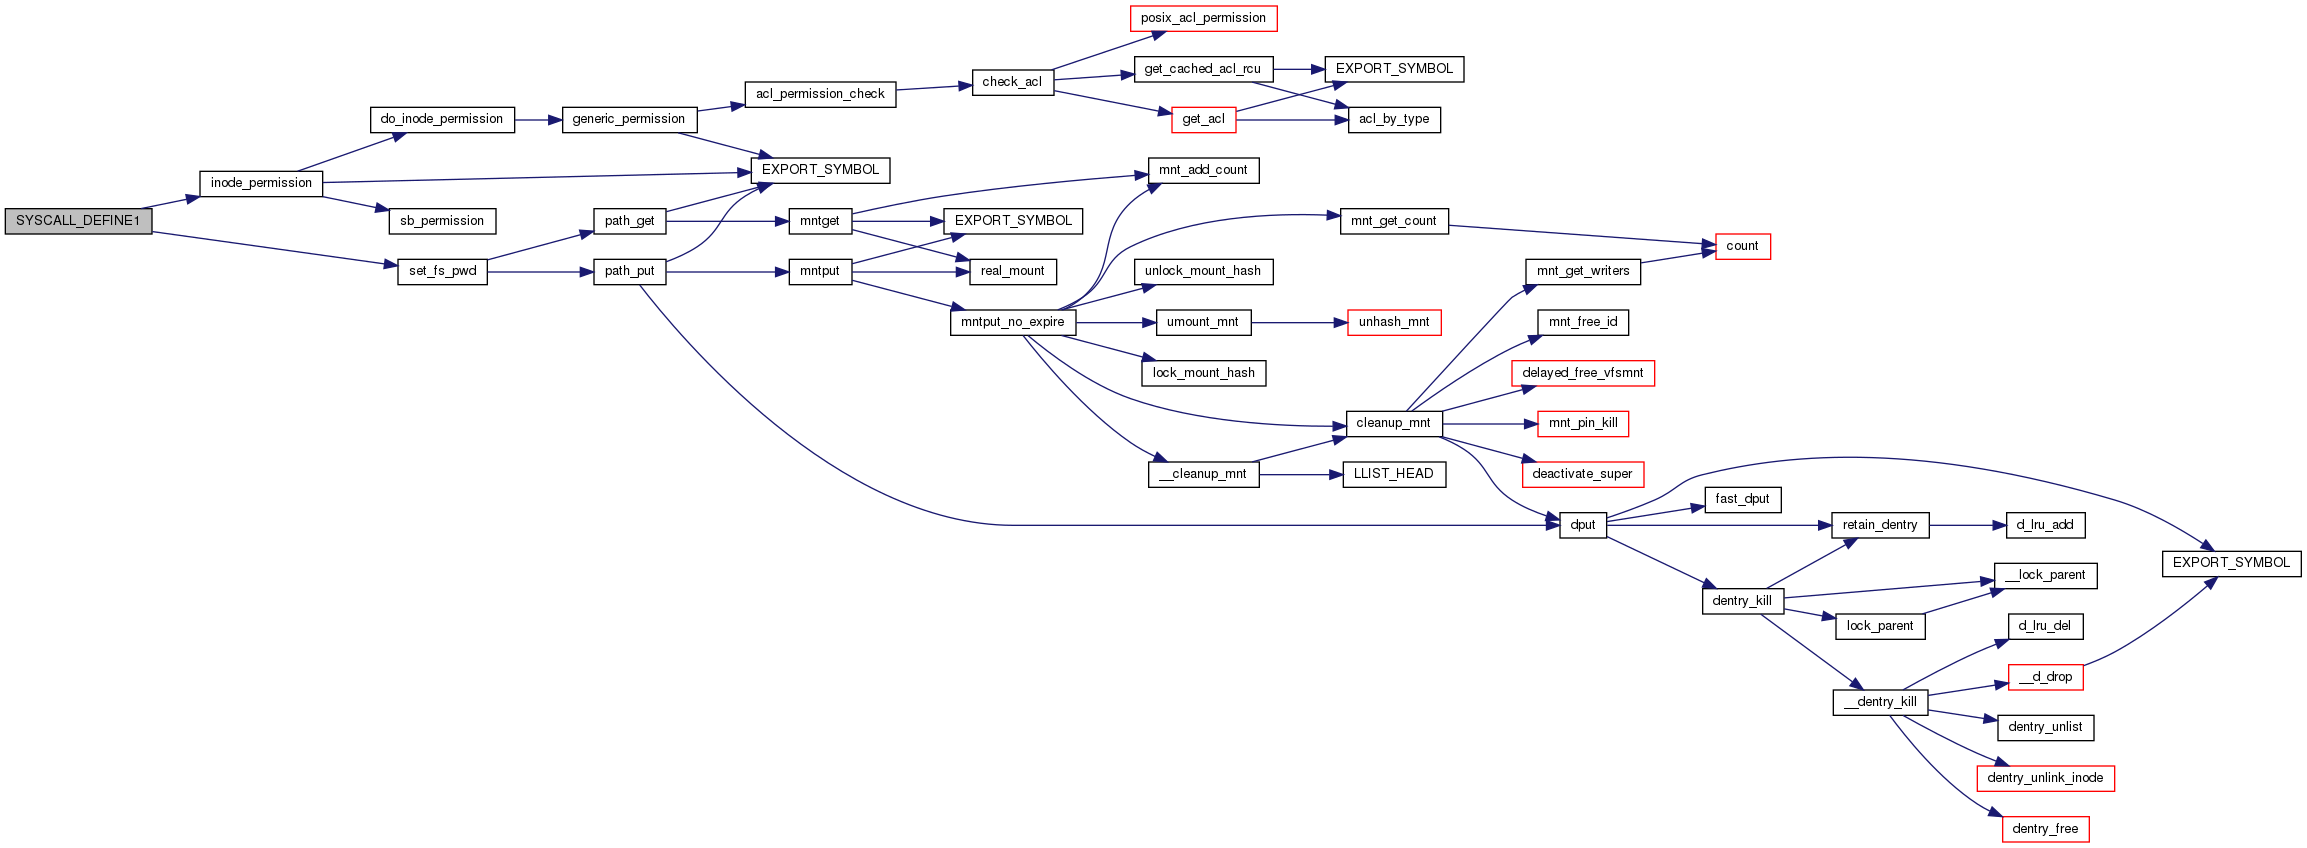 posix_acl_permission
get_cached_acl_rcu
EXPORT_SYMBOL
check_acl
acl_permission_check
do_inode_permission
generic_permission
get_acl
acl_by_type
EXPORT_SYMBOL
mnt_add_count
inode_permission
SYSCALL_DEFINE1
sb_permission
path_get
mntget
EXPORT_SYMBOL
mnt_get_count
count
set_fs_pwd
path_put
mntput
real_mount
unlock_mount_hash
mnt_get_writers
mntput_no_expire
umount_mnt
unhash_mnt
mnt_free_id
lock_mount_hash
delayed_free_vfsmnt
cleanup_mnt
mnt_pin_kill
__cleanup_mnt
LLIST_HEAD
deactivate_super
fast_dput
dput
retain_dentry
d_lru_add
EXPORT_SYMBOL
__lock_parent
dentry_kill
lock_parent
d_lru_del
__d_drop
__dentry_kill
dentry_unlist
dentry_unlink_inode
dentry_free